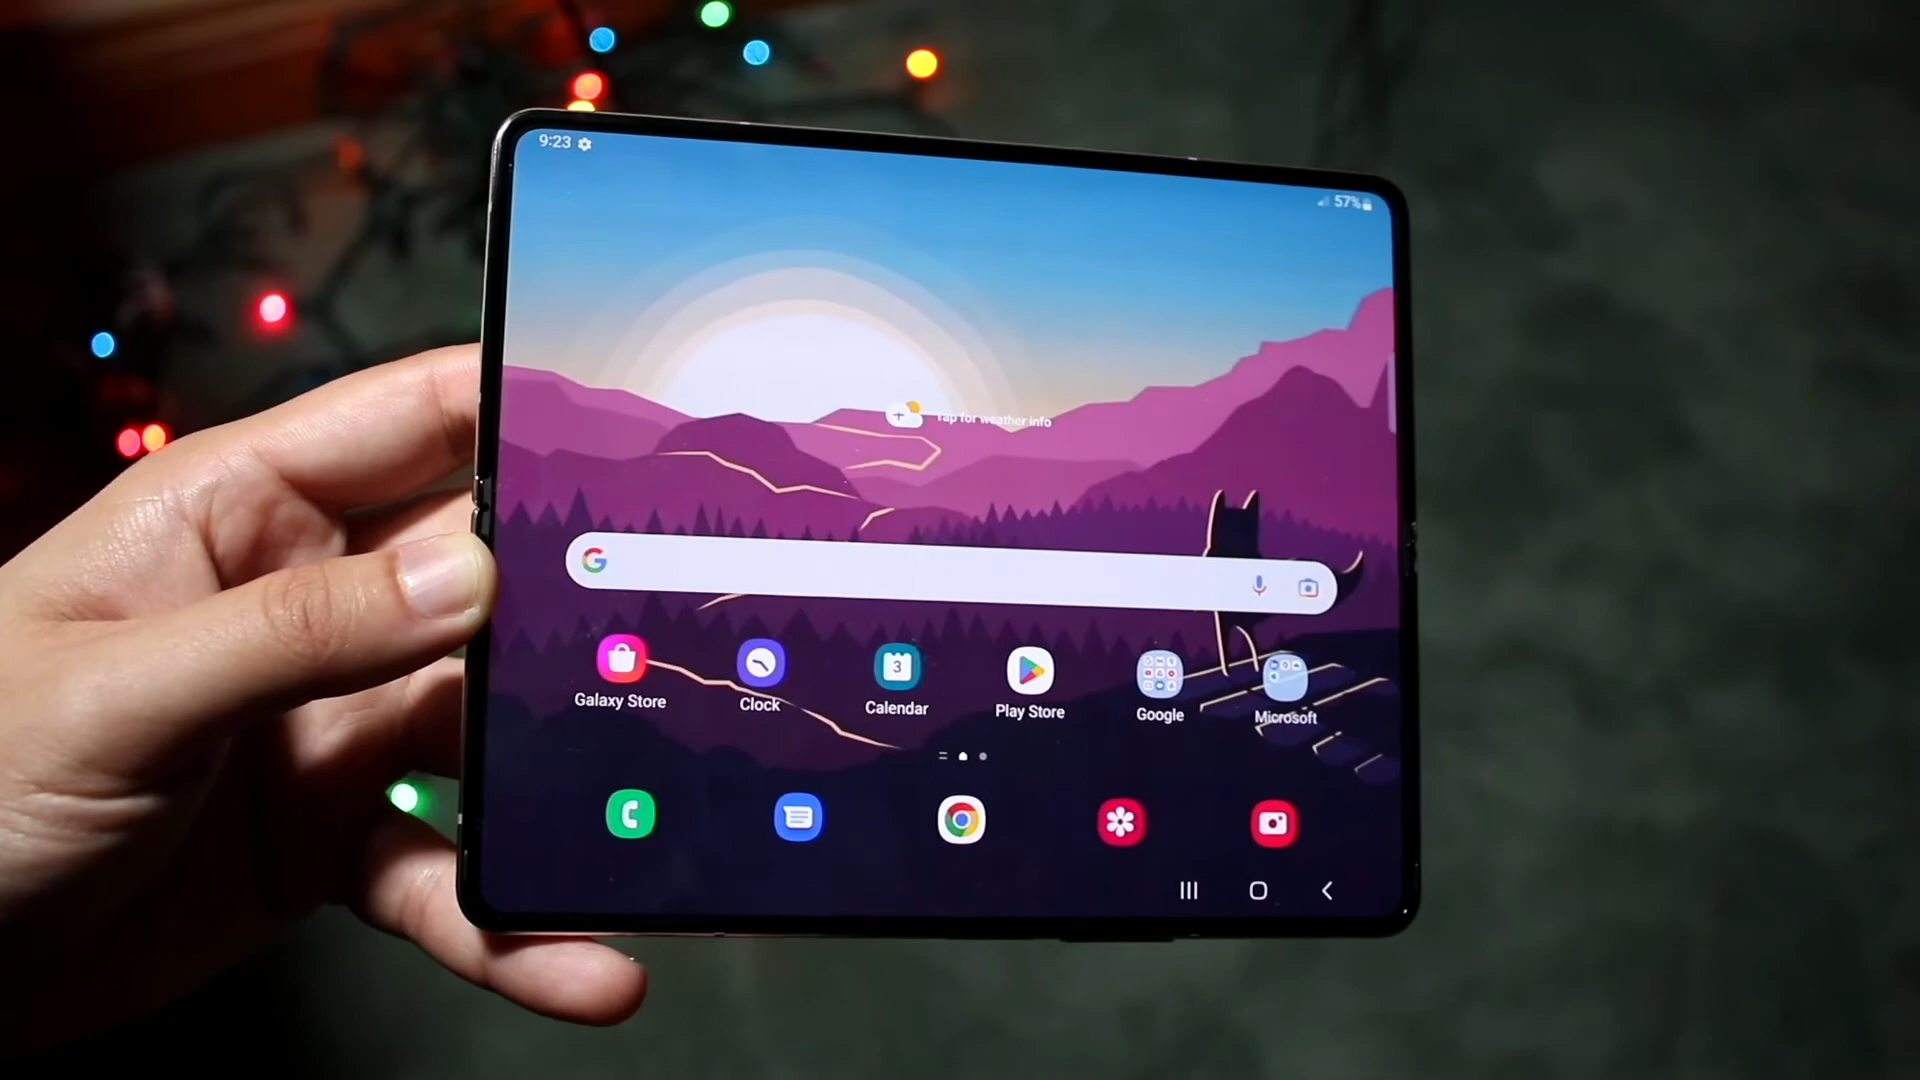 9:23
57%
Tap for weather info
G
3
Galaxy Store
Clock
Calendar
Play Store
Google
Microsoft